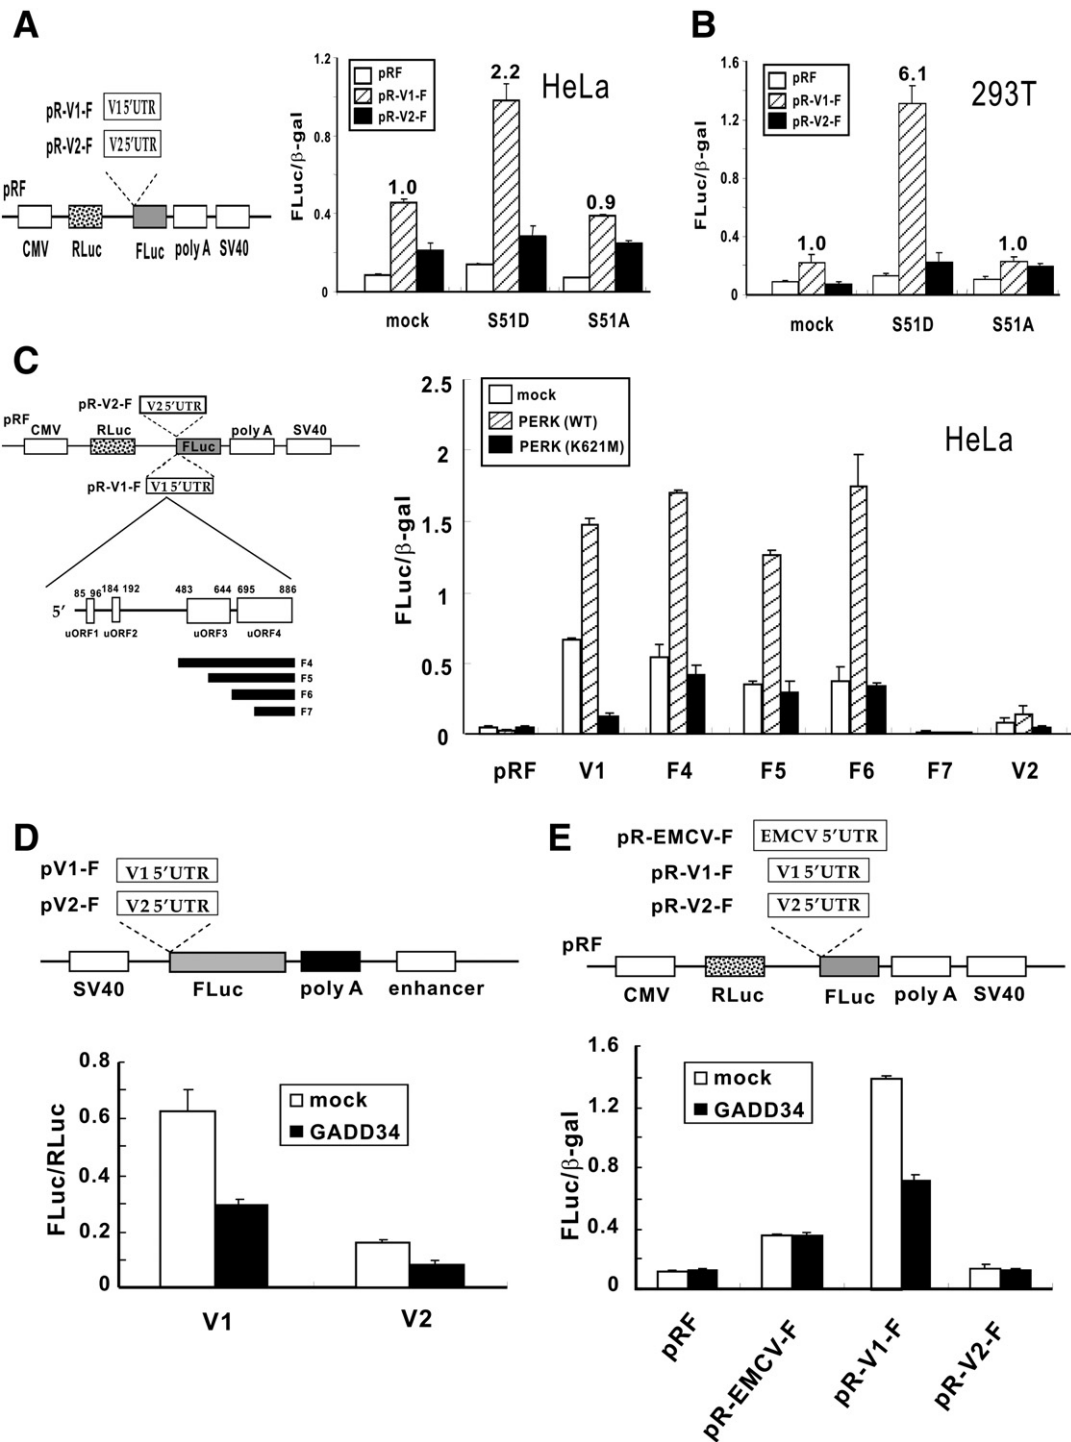 A
pR-V1-F V1 5′UTR
pR-V2-F V2 5′UTR
pRF
CMV RLuc FLuc poly A SV40
FLuc/β-gal
1.2
0.8
0.4
0
pRF
pR-V1-F
pR-V2-F
HeLa
1.0
2.2
0.9
mock S51D S51A
B
FLuc/β-gal
1.6
1.2
0.8
0.4
0
pRF
pR-V1-F
pR-V2-F
293T
1.0
6.1
1.0
mock S51D S51A
C
pR-V2-F V2 5′UTR
pRF
CMV RLuc FLuc poly A SV40
pR-V1-F V1 5′UTR
85 96 184 192 483 644 695 886
5′
uORF1 uORF2 uORF3 uORF4
F4
F5
F6
F7
FLuc/β-gal
2.5
2
1.5
1
0.5
0
mock
PERK (WT)
PERK (K621M)
HeLa
pRF V1 F4 F5 F6 F7 V2
D
pV1-F V1 5′UTR
pV2-F V2 5′UTR
SV40 FLuc poly A enhancer
FLuc/RLuc
0.8
0.6
0.4
0.2
0
mock
GADD34
V1 V2
E
pR-EMCV-F EMCV 5′UTR
pR-V1-F V1 5′UTR
pR-V2-F V2 5′UTR
pRF
CMV RLuc FLuc poly A SV40
FLuc/β-gal
1.6
1.2
0.8
0.4
0
mock
GADD34
pRF
pR-EMCV-F
pR-V1-F
pR-V2-F